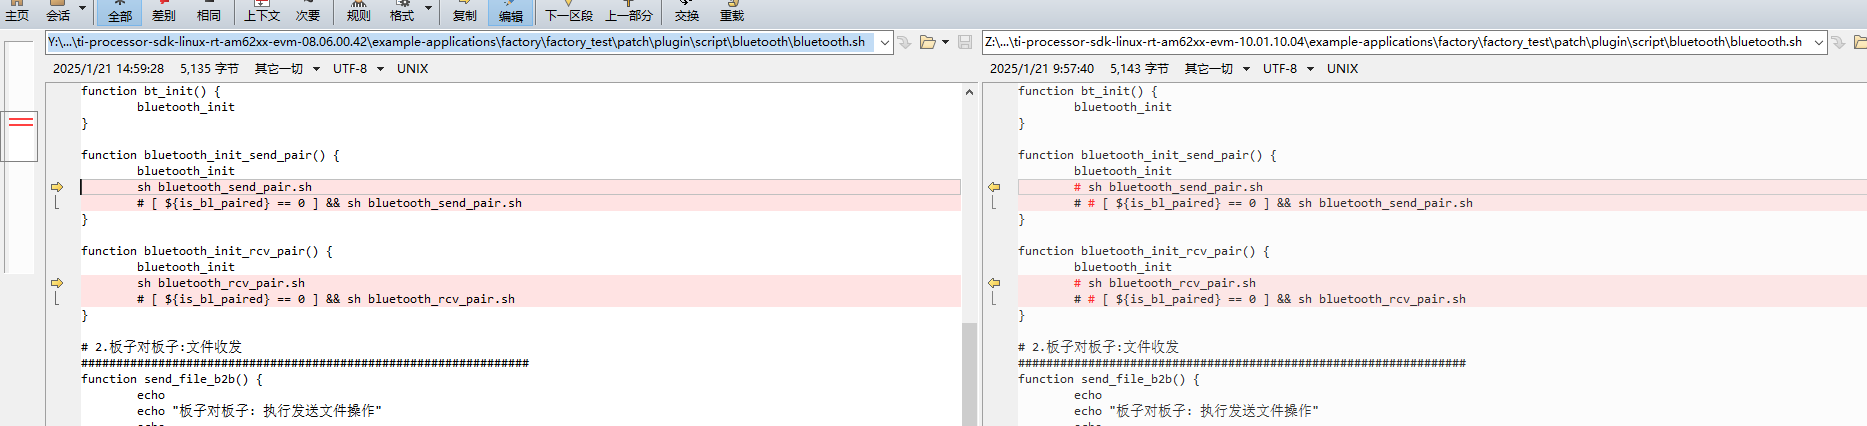 主页 会话 全部 差别 相同 上下文 次要 规则 格式 复制 编辑 下一区段 上一部分 交换 重载
Y:\...\ti-processor-sdk-linux-rt-am62xx-evm-08.06.00.42\example-applications\factory\factory_test\patch\plugin\script\bluetooth\bluetooth.sh
2025/1/21 14:59:28 5,135 字节 其它一切 UTF-8 UNIX
function bt_init() {
bluetooth_init
}
function bluetooth_init_send_pair() {
bluetooth_init
sh bluetooth_send_pair.sh
# [ ${is_bl_paired} == 0 ] && sh bluetooth_send_pair.sh
}
function bluetooth_init_rcv_pair() {
bluetooth_init
sh bluetooth_rcv_pair.sh
# [ ${is_bl_paired} == 0 ] && sh bluetooth_rcv_pair.sh
}
# 2.板子对板子:文件收发
################################################################
function send_file_b2b() {
echo
echo "板子对板子: 执行发送文件操作"
Z:\...\ti-processor-sdk-linux-rt-am62xx-evm-10.01.10.04\example-applications\factory\factory_test\patch\plugin\script\bluetooth\bluetooth.sh
2025/1/21 9:57:40 5,143 字节 其它一切 UTF-8 UNIX
function bt_init() {
bluetooth_init
}
function bluetooth_init_send_pair() {
bluetooth_init
# sh bluetooth_send_pair.sh
# # [ ${is_bl_paired} == 0 ] && sh bluetooth_send_pair.sh
}
function bluetooth_init_rcv_pair() {
bluetooth_init
# sh bluetooth_rcv_pair.sh
# # [ ${is_bl_paired} == 0 ] && sh bluetooth_rcv_pair.sh
}
# 2.板子对板子:文件收发
################################################################
function send_file_b2b() {
echo
echo "板子对板子: 执行发送文件操作"